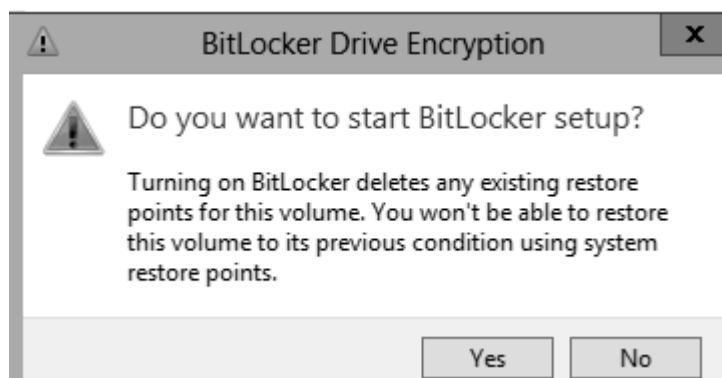 BitLocker Drive Encryption
x
Do you want to start BitLocker setup?
Turning on BitLocker deletes any existing restore
points for this volume. You won't be able to restore
this volume to its previous condition using system
restore points.
Yes No